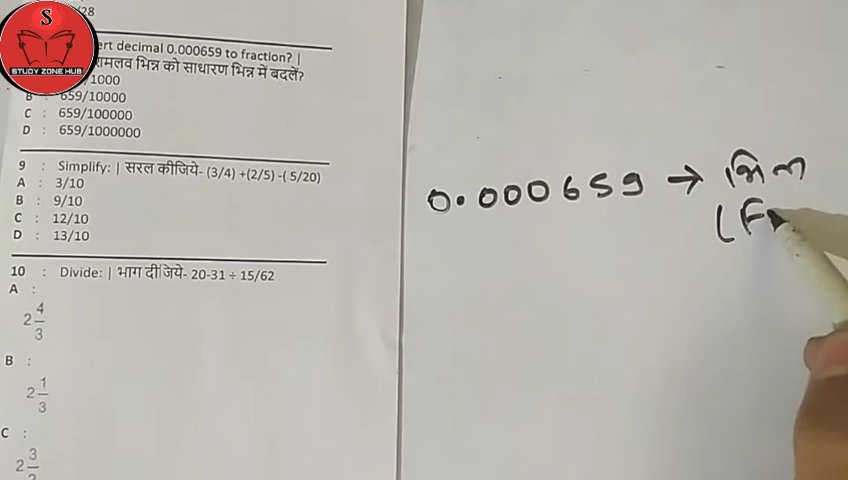 /28
S
STUDY ZONE HUB
ert decimal 0.000659 to fraction? |
मलव भिन्न को साधारण भिन्न में बदलें?
/1000
B : 659/10000
C : 659/100000
D : 659/1000000
9 : Simplify: | सरल कीजिये- (3/4) +(2/5) -( 5/20)
A : 3/10
B : 9/10
C : 12/10
D : 13/10
10 : Divide: | भाग दीजिये- 20-31 ÷ 15/62
A :
2 4/3
B :
2 1/3
C :
2 3/
0.000659 → भिन्न
(F